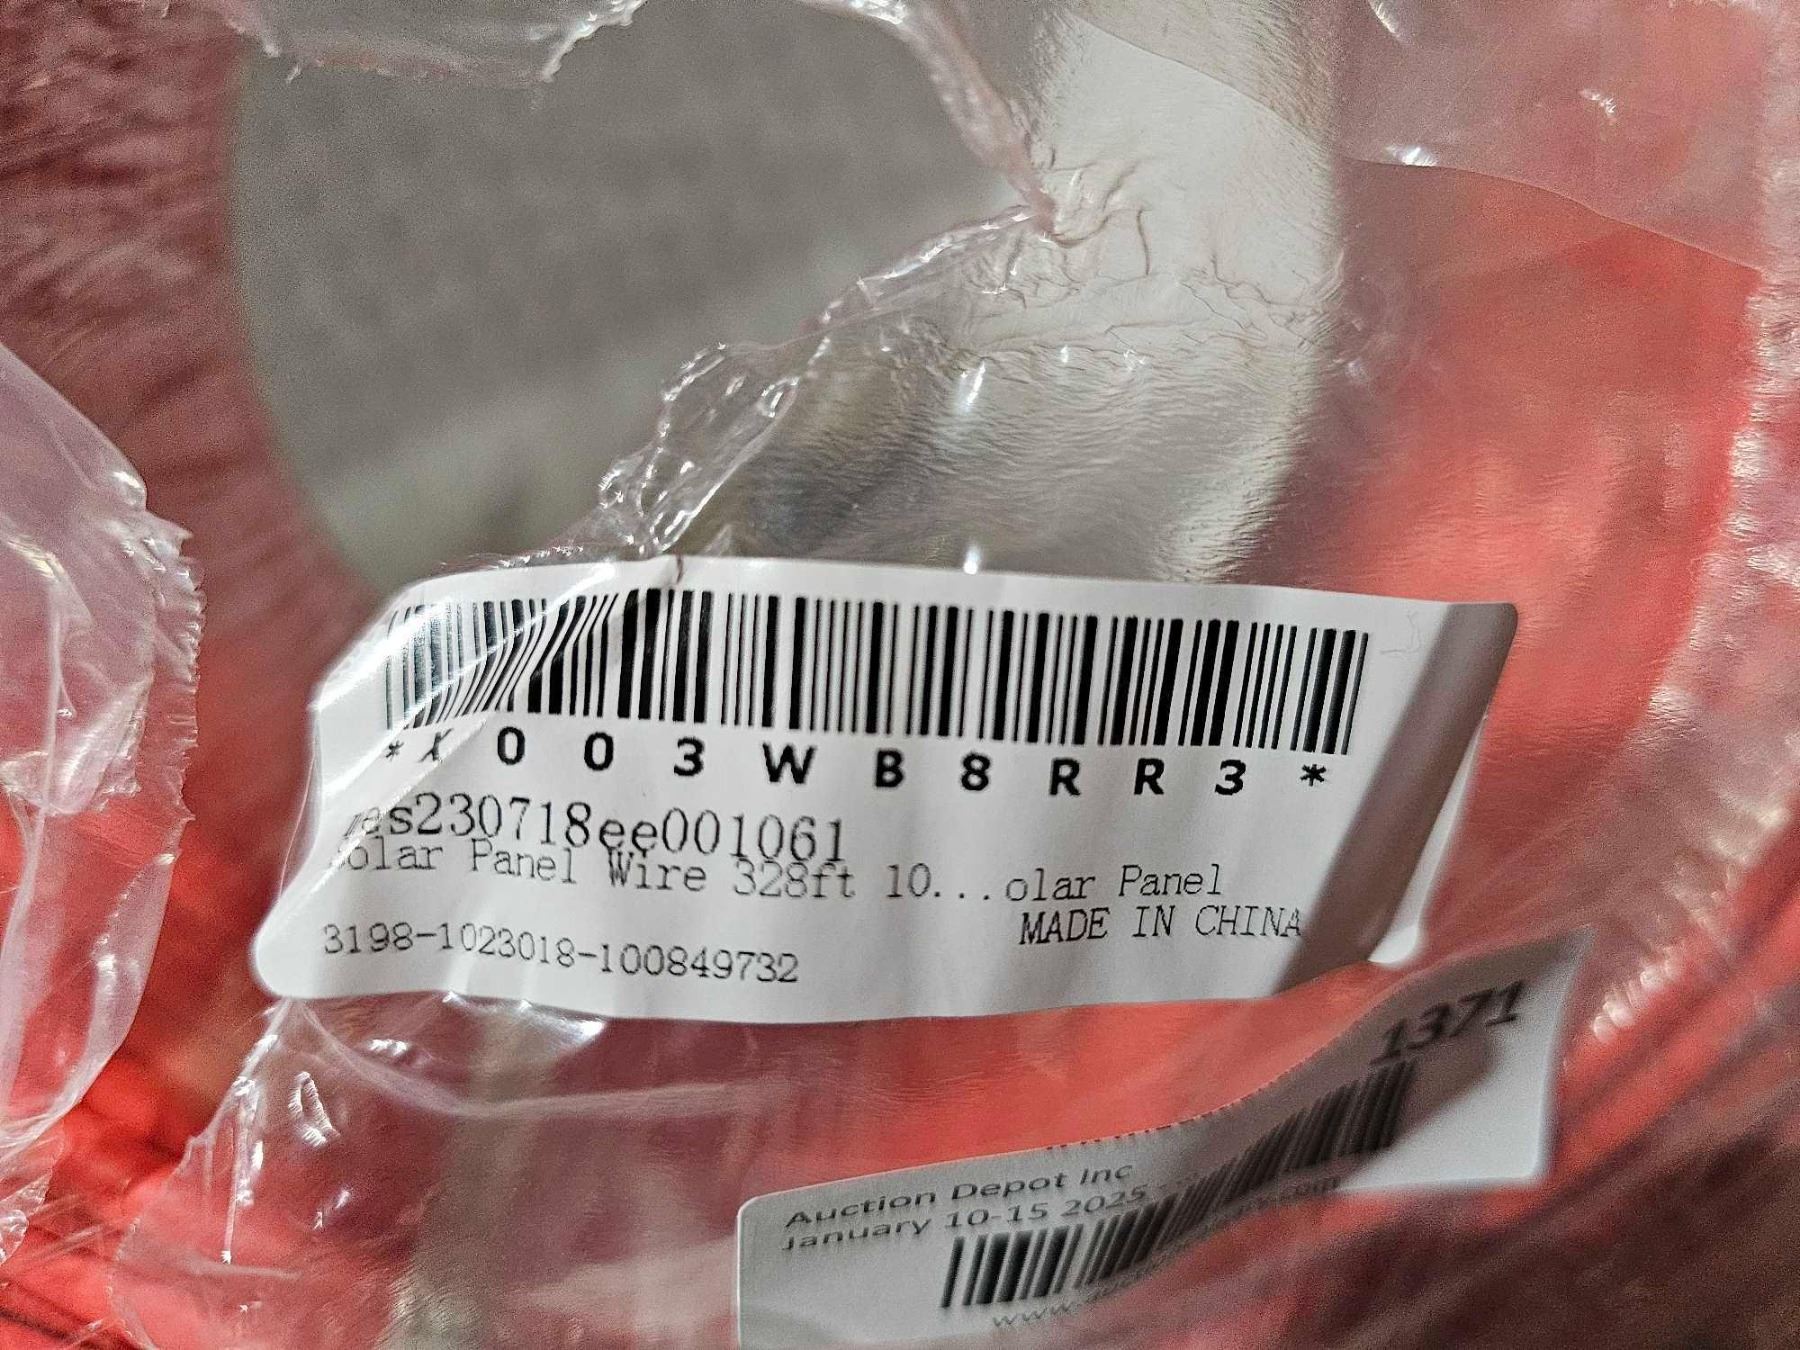 *X003WB8RR3*
es230718ee001061
olar Panel Wire 328ft 10...olar Panel
MADE IN CHINA
3198-1023018-100849732
1371
Auction Depot Inc
January 10-15 2025